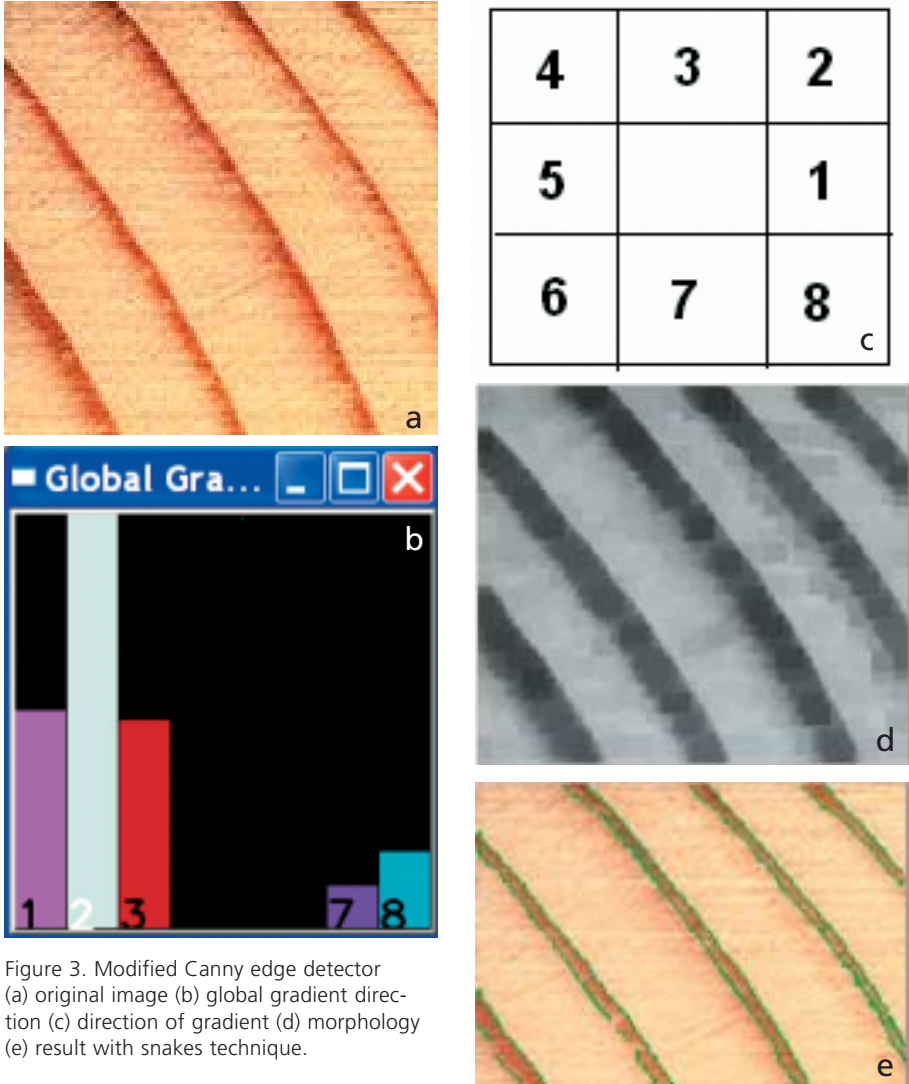 a
Global Gra...
b
1 2 3 7 8
Figure 3. Modified Canny edge detector
(a) original image (b) global gradient direc-
tion (c) direction of gradient (d) morphology
(e) result with snakes technique.
4 3 2
5 1
6 7 8
c
d
e